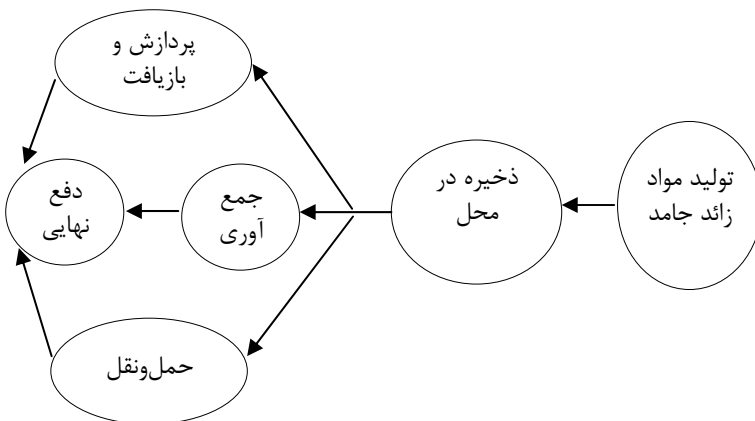 پردازش و
بازیافت
تولید مواد
زائد جامد
ذخیره در
محل
جمع
آوری
دفع
نهایی
حمل‌ونقل